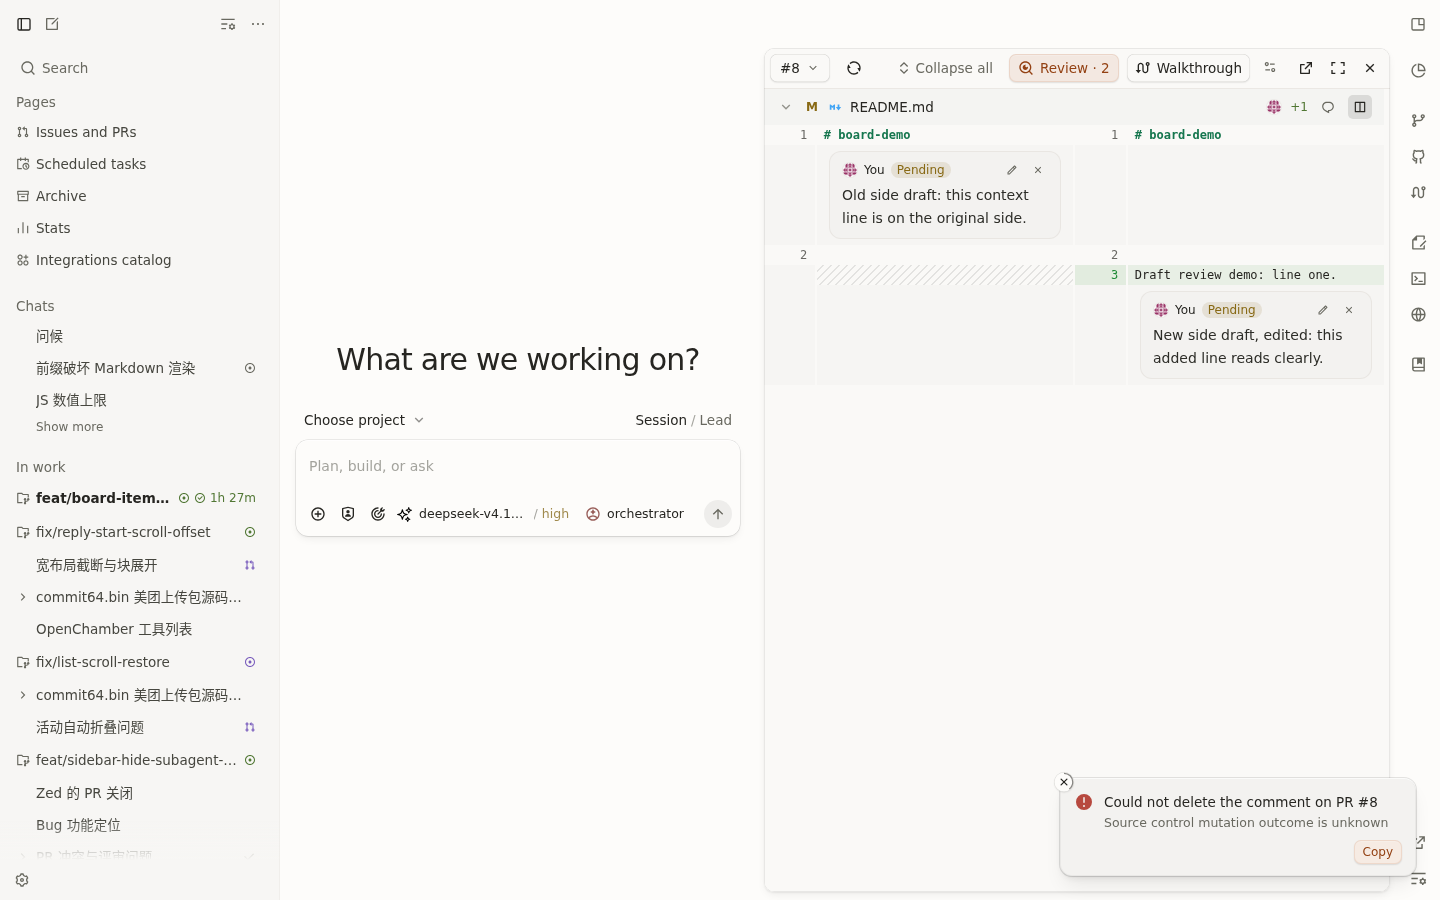 Search
Pages
Issues and PRs
Scheduled tasks
Archive
Stats
Integrations catalog
Chats
问候
前缀破坏 Markdown 渲染
JS 数值上限
Show more
In work
feat/board-item... 1h 27m
fix/reply-start-scroll-offset
宽布局截断与块展开
commit64.bin 美团上传包源码...
OpenChamber 工具列表
fix/list-scroll-restore
commit64.bin 美团上传包源码...
活动自动折叠问题
feat/sidebar-hide-subagent-...
Zed 的 PR 关闭
Bug 功能定位
PR 冲突与评审问题
What are we working on?
Choose project
Session / Lead
Plan, build, or ask
deepseek-v4.1... / high
orchestrator
#8
Collapse all
Review · 2
Walkthrough
M README.md
+1
1 # board-demo
1 # board-demo
You Pending
Old side draft: this context
line is on the original side.
2
2
3 Draft review demo: line one.
You Pending
New side draft, edited: this
added line reads clearly.
Could not delete the comment on PR #8
Source control mutation outcome is unknown
Copy